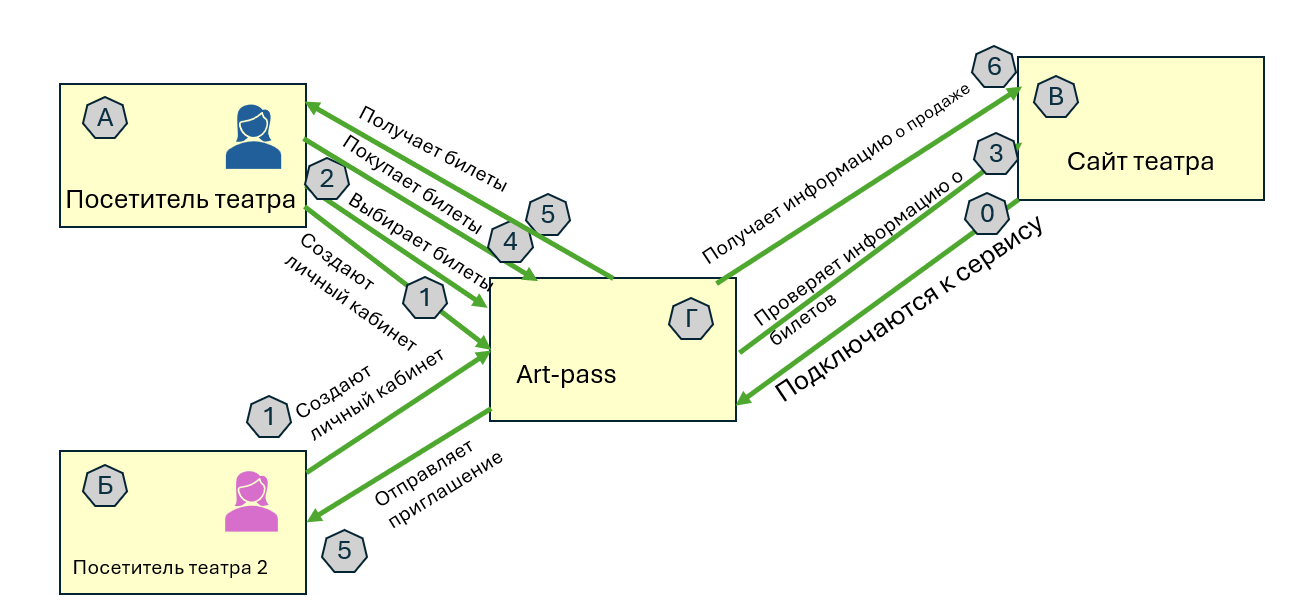 А
Посетитель театра
Получает билеты
Покупает билеты
2
Выбирает билеты
5
4
Создают
личный кабинет
1
6
Получает информацию о продаже
В
Сайт театра
3
Проверяет информацию о
билетов
0
Подключаются к сервису
Г
Art-pass
1
Создают
личный кабинет
Б
Посетитель театра 2
Отправляет
приглашение
5